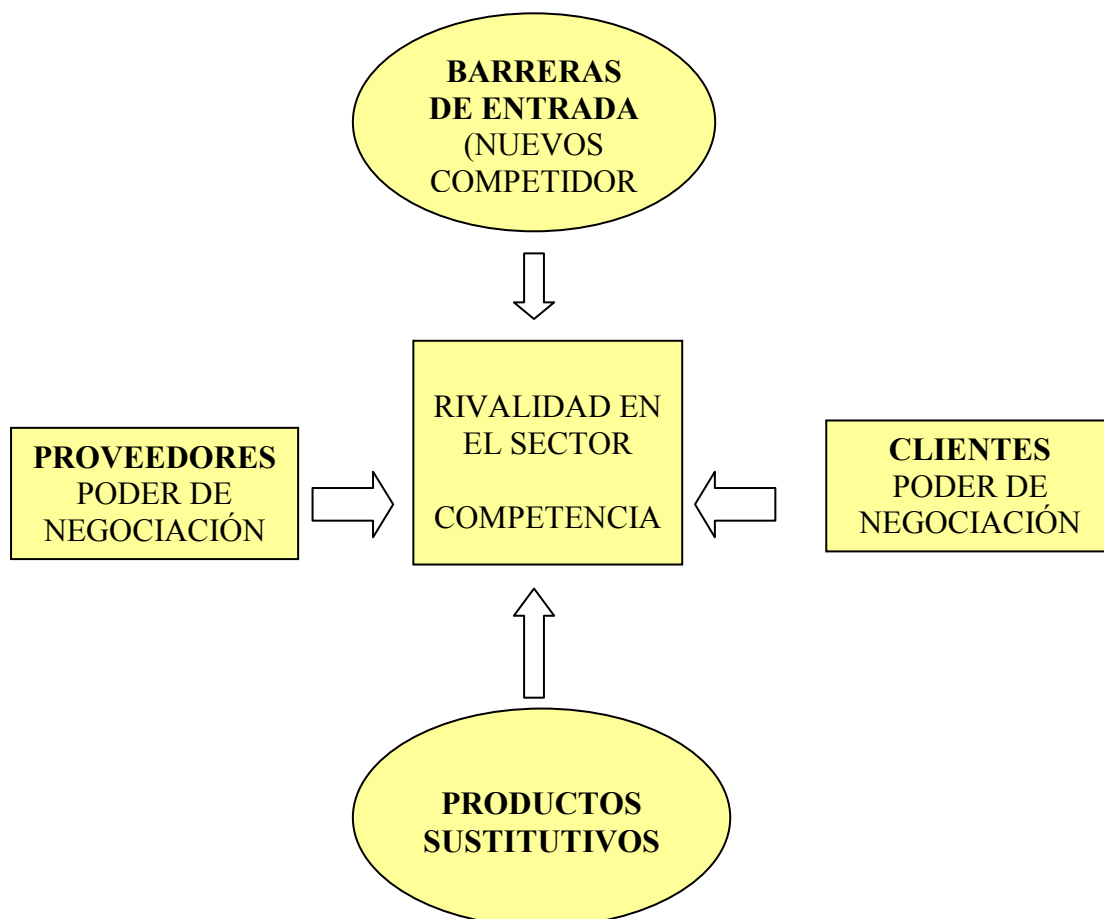 BARRERAS
DE ENTRADA
(NUEVOS
COMPETIDOR
RIVALIDAD EN
EL SECTOR
COMPETENCIA
PROVEEDORES
PODER DE
NEGOCIACIÓN
CLIENTES
PODER DE
NEGOCIACIÓN
PRODUCTOS
SUSTITUTIVOS